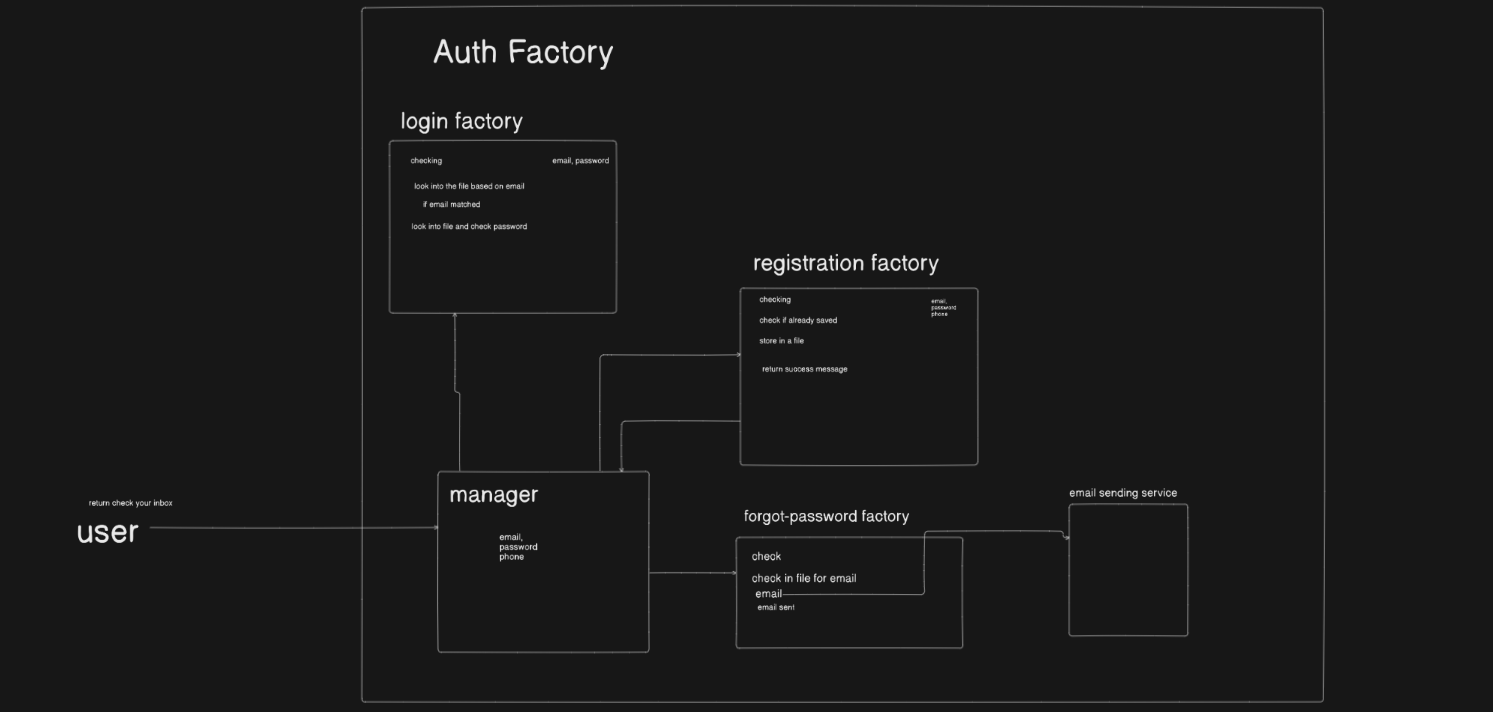 Auth Factory
login factory
checking
email, password
look into the file based on email
if email matched
look into file and check password
registration factory
checking
email,
password
phone
check if already saved
store in a file
return success message
return check your inbox
user
manager
email,
password
phone
forgot-password factory
check
check in file for email
email
email sent
email sending service